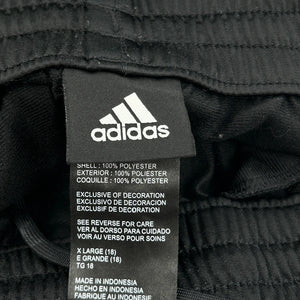 adidas
SHELL : 100% POLYESTER
EXTERIOR : 100% POLYESTER
COQUILLE : 100% POLYESTER
EXCLUSIVE OF DECORATION
EXCLUSIVO DE DECORACION
EXCLUSIF DE DECORATION
SEE REVERSE FOR CARE
VER AL DORSO PARA CUIDADO
VOIR AU VERSO POUR SOIN
X LARGE (18)
E GRANDE (18)
TG 18
MADE IN INDONESIA
HECHO EN INDONESIA
FABRIQUE AU INDONESIE